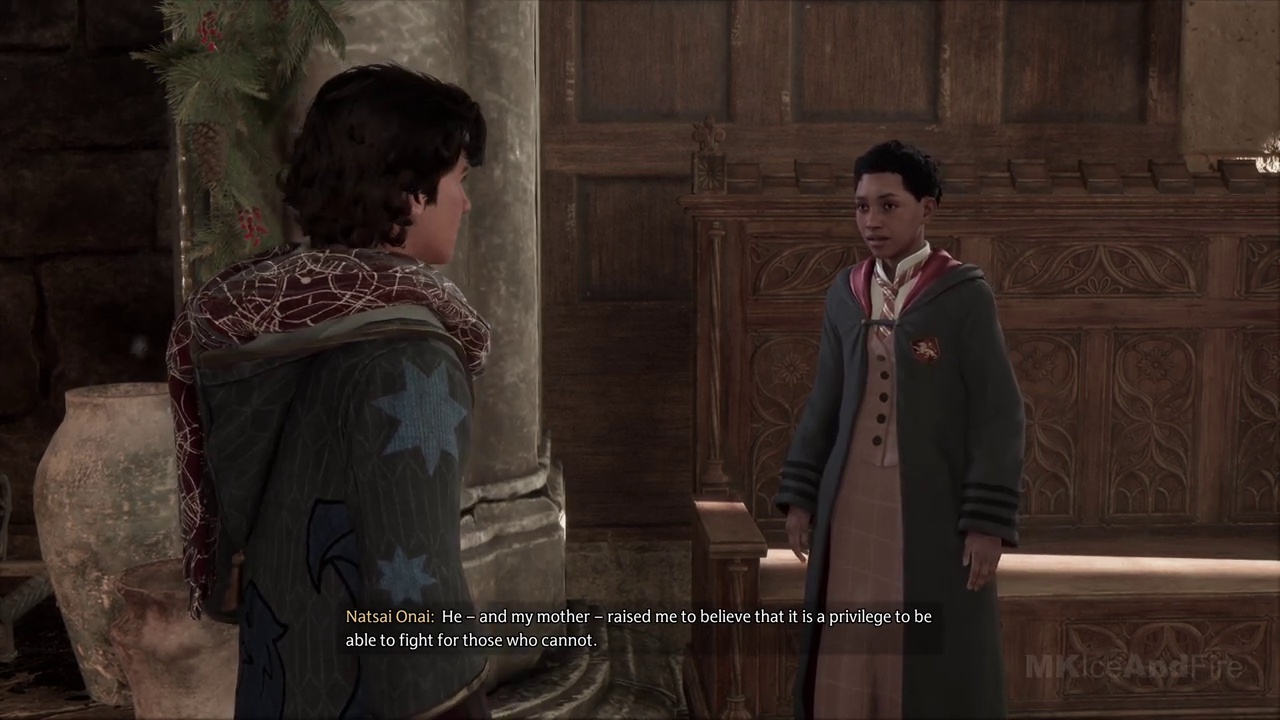 Natsai Onai: He – and my mother – raised me to believe that it is a privilege to be
able to fight for those who cannot.
MKIceAndFire